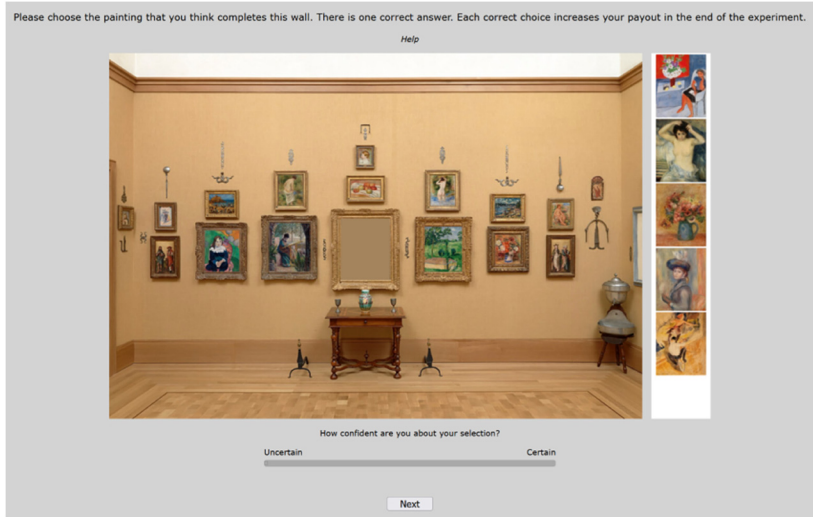 Please choose the painting that you think completes this wall. There is one correct answer. Each correct choice increases your payout in the end of the experiment.
Help
How confident are you about your selection?
Uncertain Certain
Next